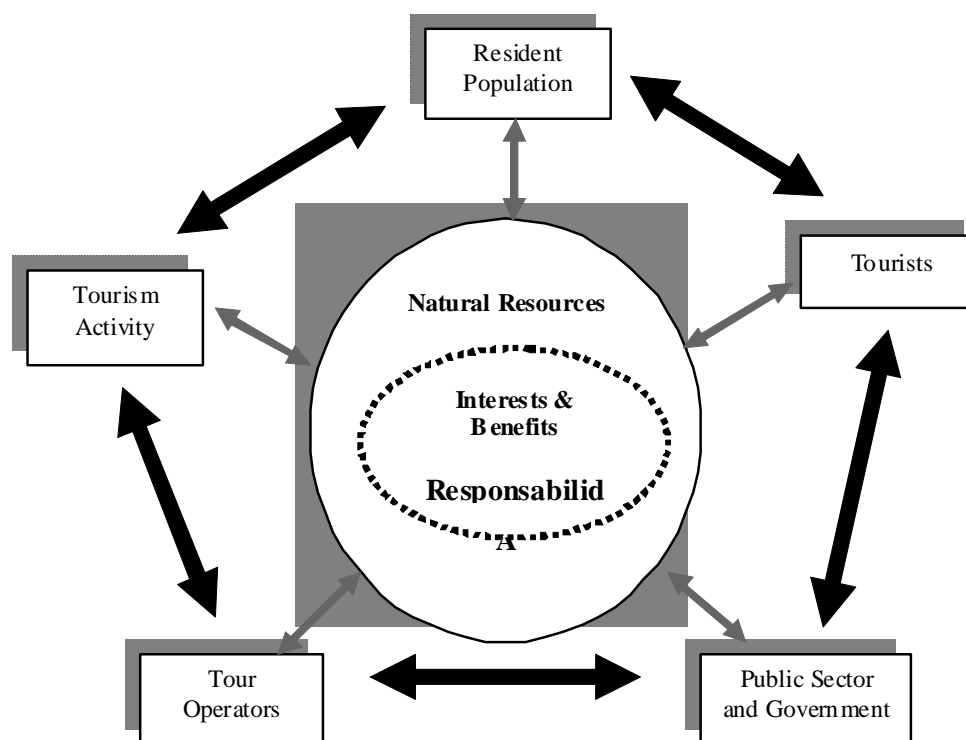 Resident
Population
Tourists
Tourism
Activity
Natural Resources
Interests &
Benefits
Responsabilid
A
Tour
Operators
Public Sector
and Government